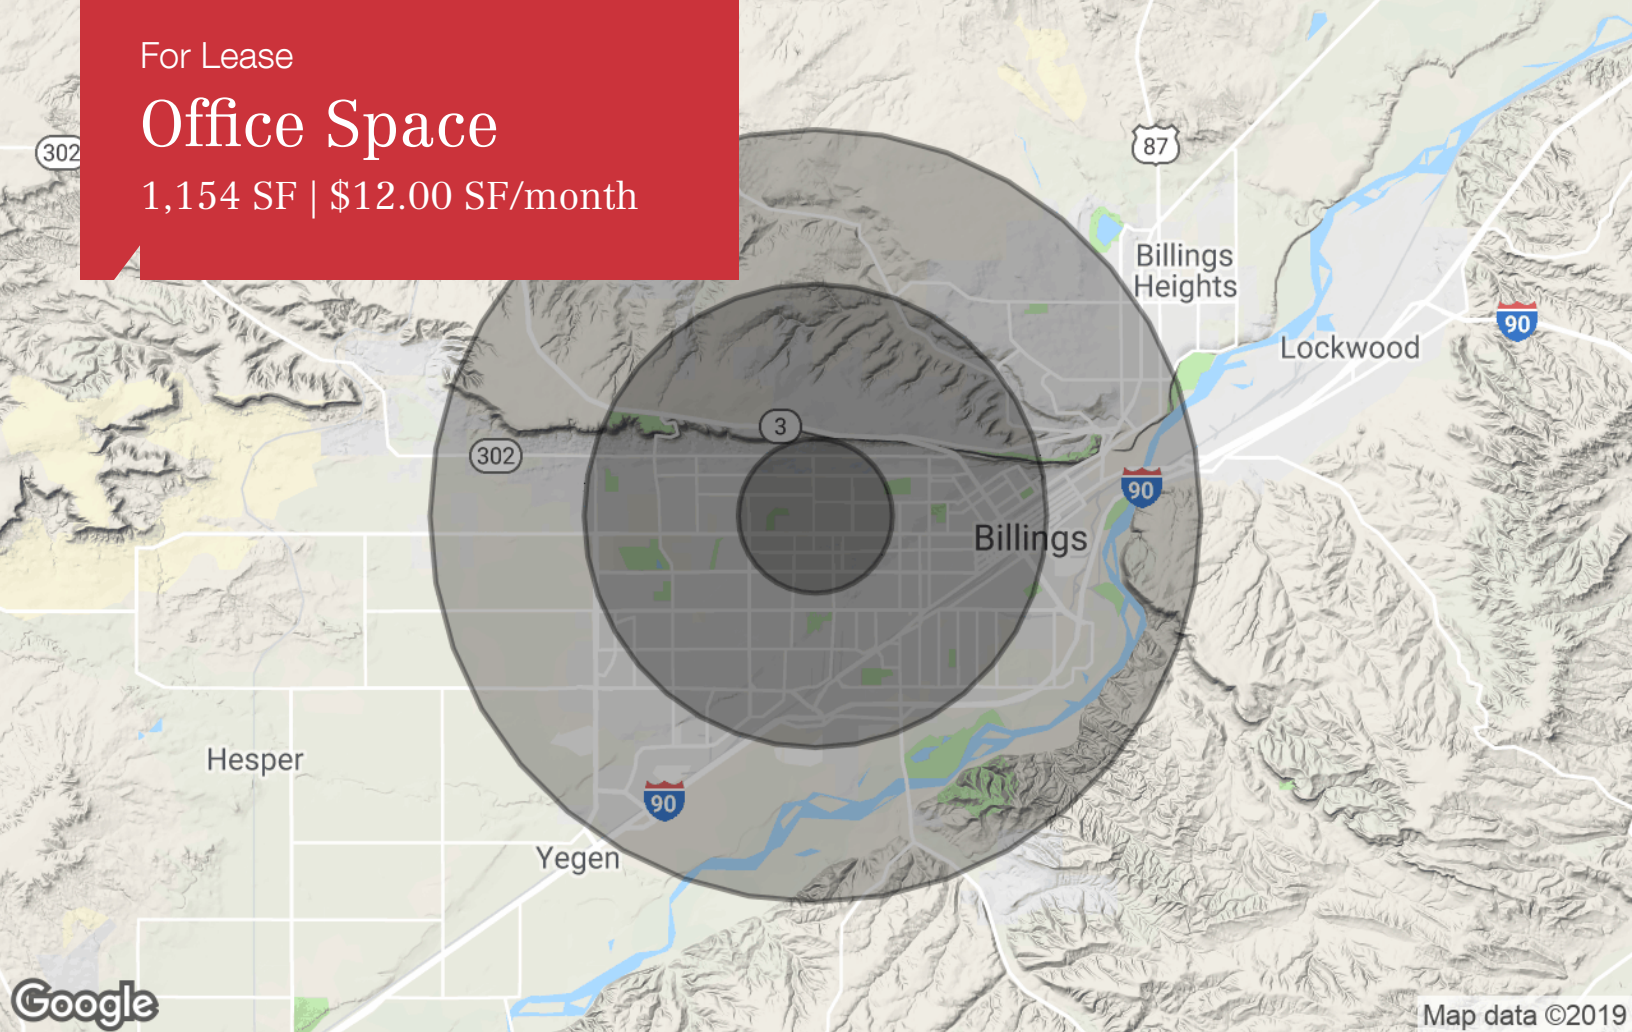 For Lease
Office Space
1,154 SF | $12.00 SF/month
302
87
Billings
Heights
90
Lockwood
3
302
90
Billings
Hesper
90
Yegen
Google
Map data ©2019